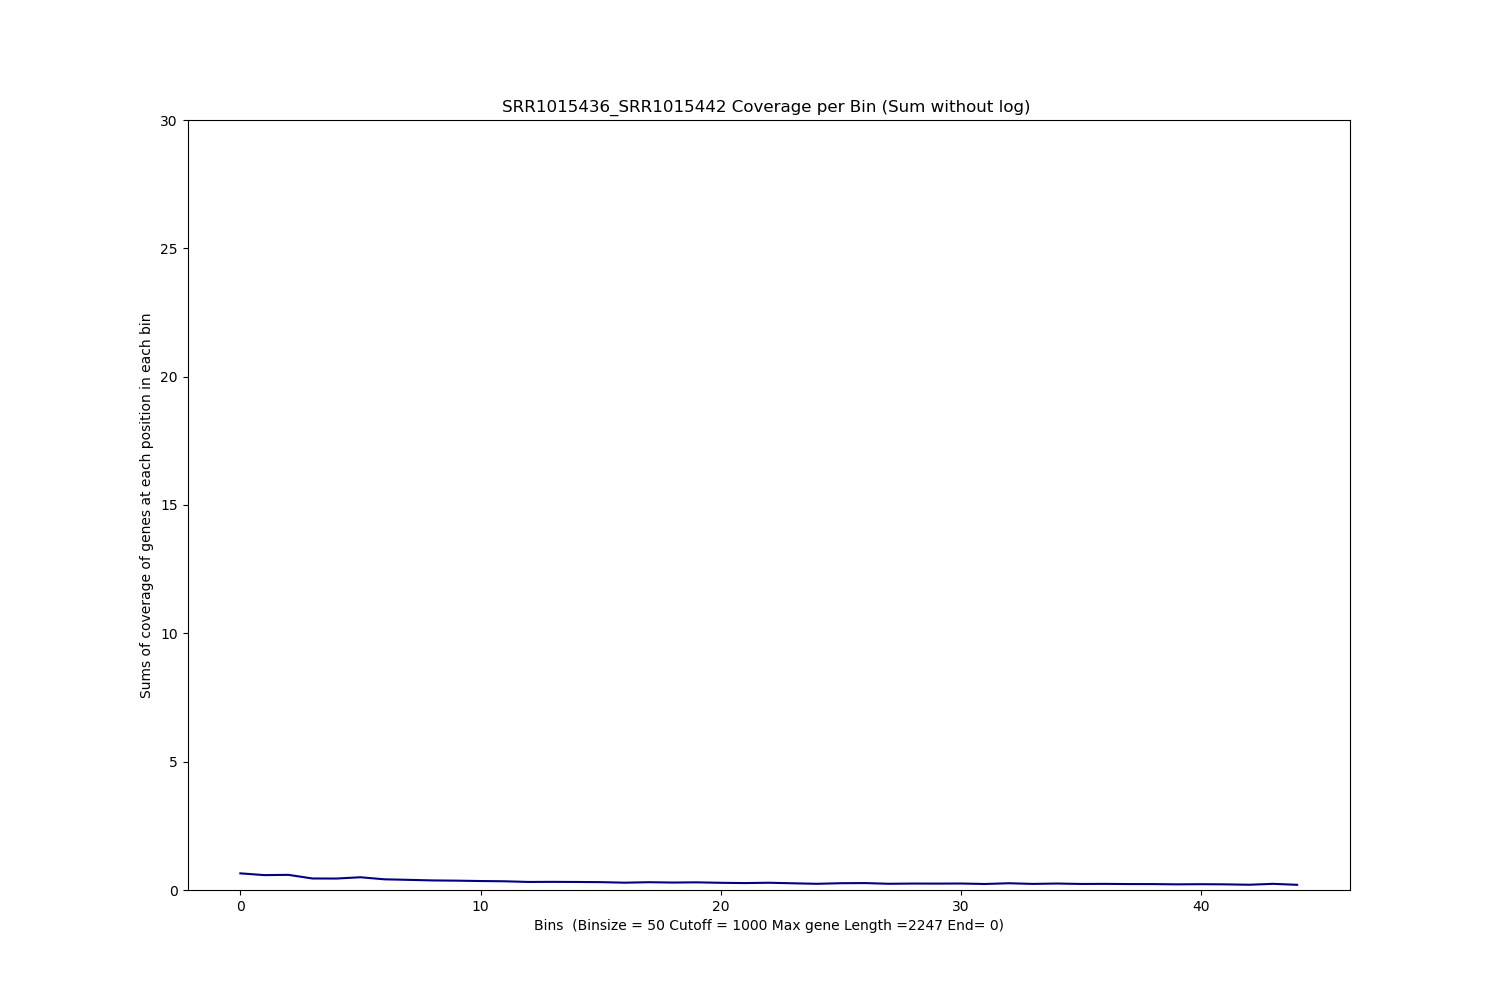 SRR1015436_SRR1015442 Coverage per Bin (Sum without log)
30
25
20
15
10
5
0
Sums of coverage of genes at each position in each bin
0 10 20 30 40
Bins  (Binsize = 50 Cutoff = 1000 Max gene Length =2247 End= 0)